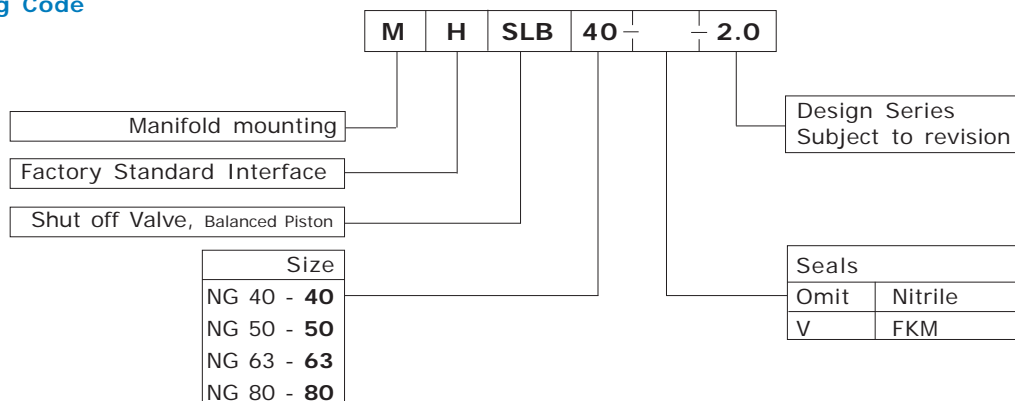 g Code
M H SLB 40 - - 2.0
Manifold mounting
Factory Standard Interface
Shut off Valve, Balanced Piston
Size
NG 40 - 40
NG 50 - 50
NG 63 - 63
NG 80 - 80
Design Series
Subject to revision
Seals
Omit Nitrile
V FKM